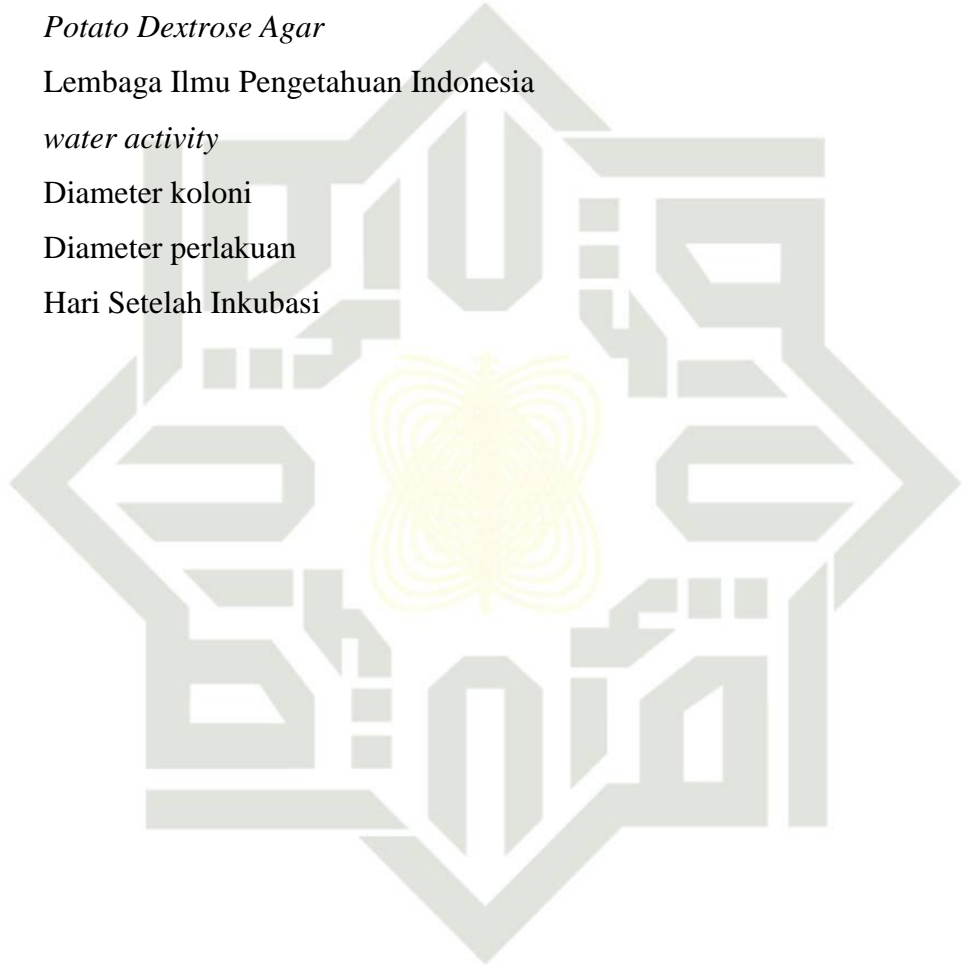 Potato Dextrose Agar
Lembaga Ilmu Pengetahuan Indonesia
water activity
Diameter koloni
Diameter perlakuan
Hari Setelah Inkubasi